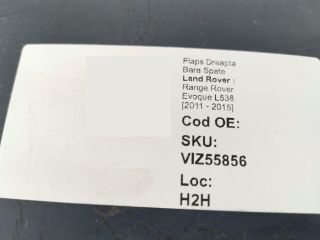 Flaps Dreapta
Bara Spate
Land Rover :
Range Rover
Evoque L538
[2011 - 2015]
Cod OE:
SKU:
VIZ55856
Loc:
H2H